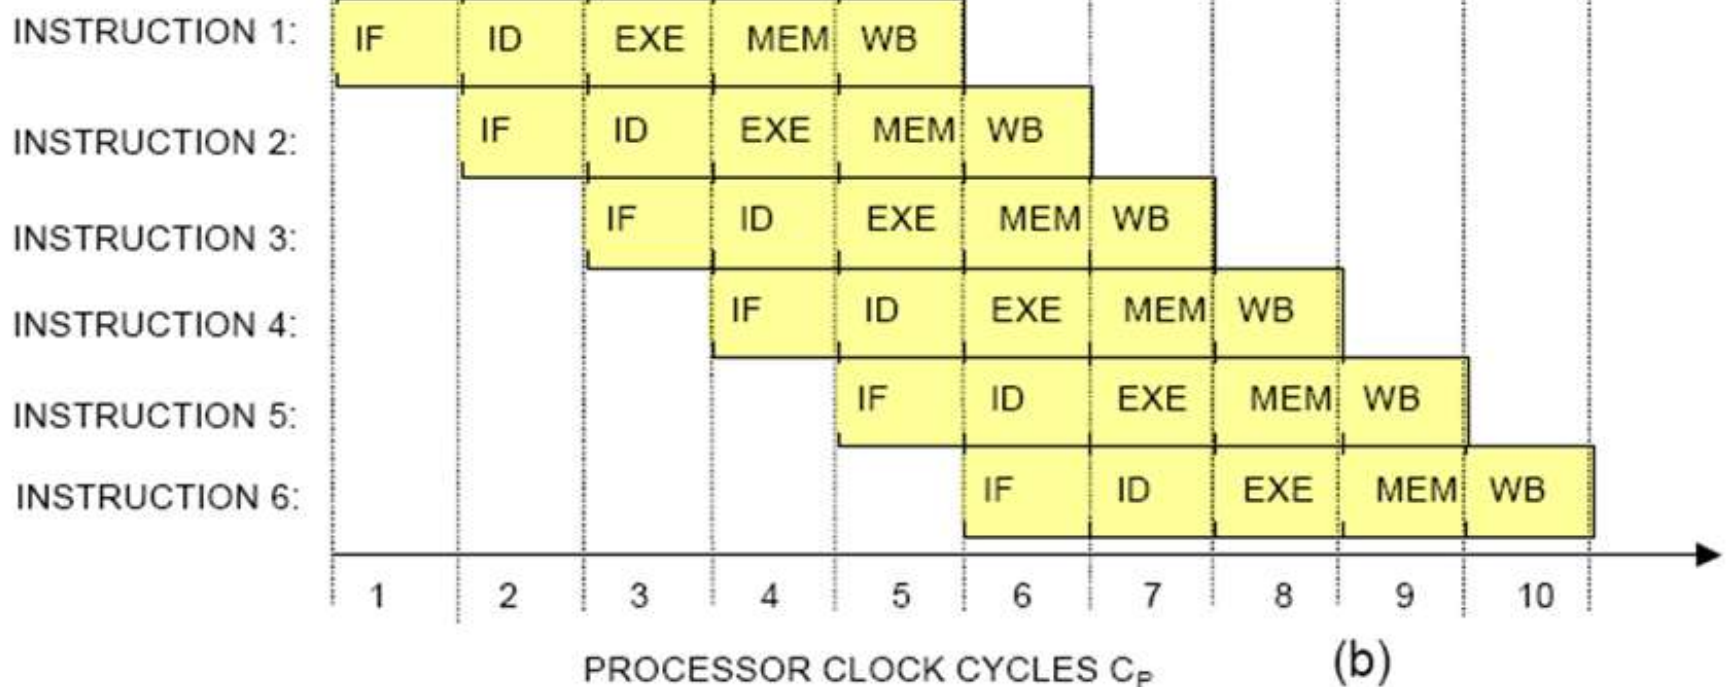 INSTRUCTION 1: IF ID EXE MEM WB
INSTRUCTION 2: IF ID EXE MEM WB
INSTRUCTION 3: IF ID EXE MEM WB
INSTRUCTION 4: IF ID EXE MEM WB
INSTRUCTION 5: IF ID EXE MEM WB
INSTRUCTION 6: IF ID EXE MEM WB
1 2 3 4 5 6 7 8 9 10
PROCESSOR CLOCK CYCLES CP (b)